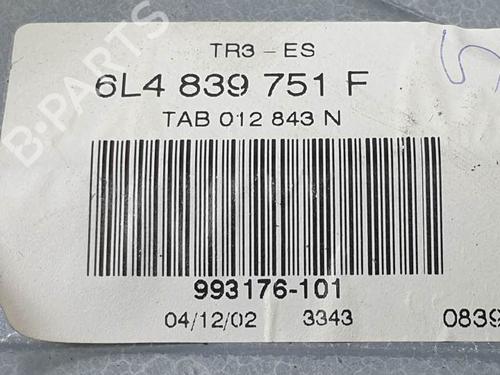 TR3 - ES
6L4 839 751 F
TAB 012 843 N
993176-101
04/12/02 3343 0839
B-PARTS